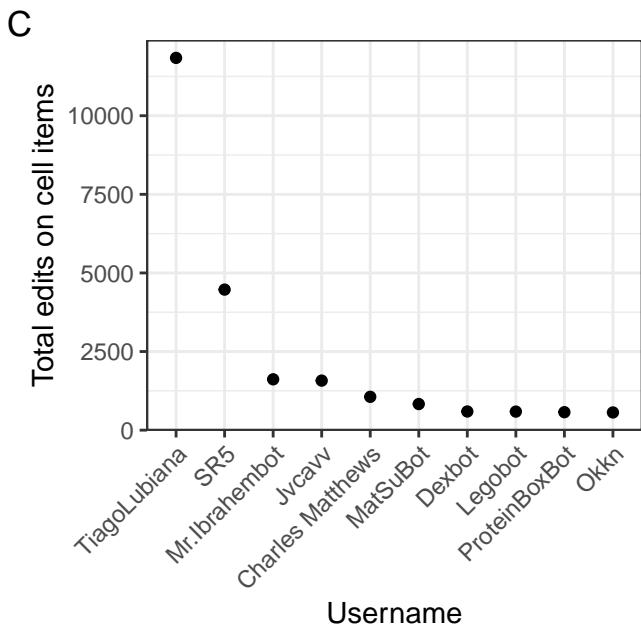 C
Total edits on cell items
10000
7500
5000
2500
0
TiagoLubiana
SR5
Mr.Ibrahembot
Jvcavv
Charles Matthews
MatSuBot
Dexbot
Legobot
ProteinBoxBot
Okkn
Username